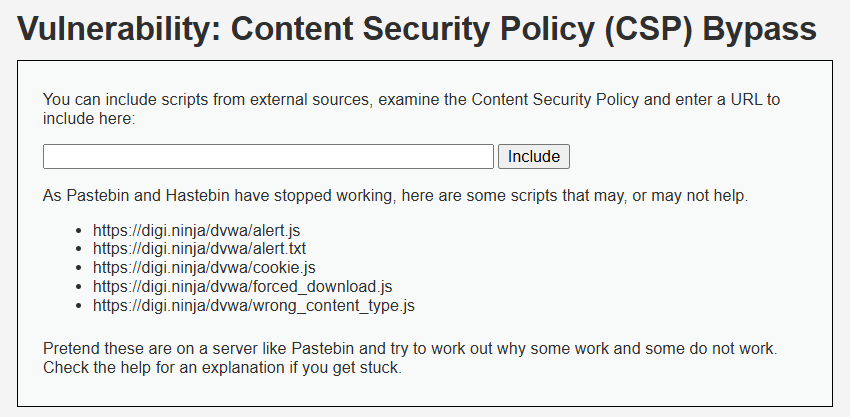 Vulnerability: Content Security Policy (CSP) Bypass
You can include scripts from external sources, examine the Content Security Policy and enter a URL to
include here:
Include
As Pastebin and Hastebin have stopped working, here are some scripts that may, or may not help.
https://digi.ninja/dvwa/alert.js
https://digi.ninja/dvwa/alert.txt
https://digi.ninja/dvwa/cookie.js
https://digi.ninja/dvwa/forced_download.js
https://digi.ninja/dvwa/wrong_content_type.js
Pretend these are on a server like Pastebin and try to work out why some work and some do not work.
Check the help for an explanation if you get stuck.